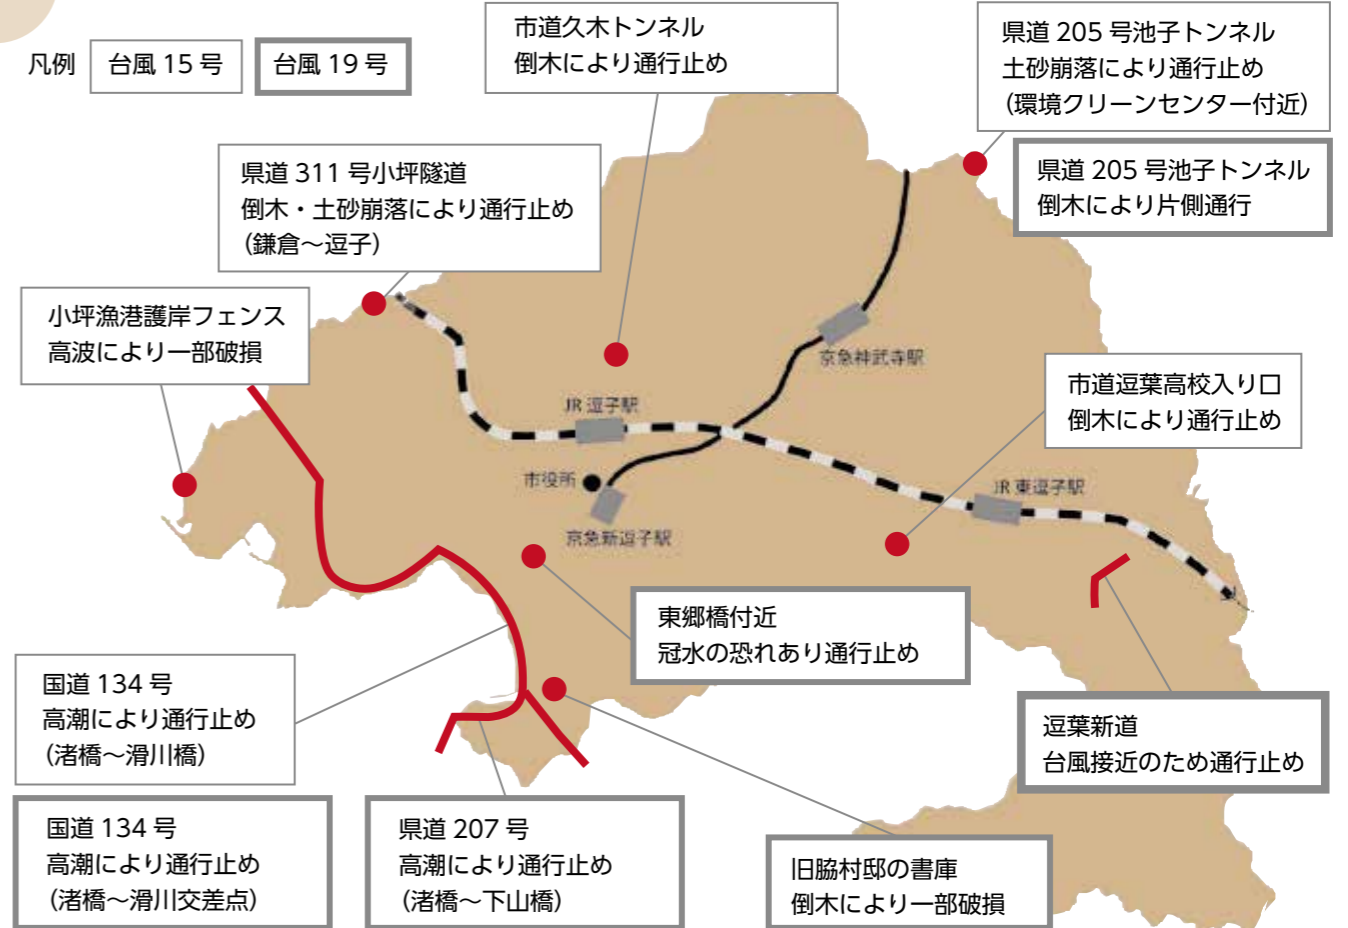 凡例
台風 15 号
台風 19 号
市道久木トンネル
倒木により通行止め
県道 205 号池子トンネル
土砂崩落により通行止め
(環境クリーンセンター付近)
県道 205 号池子トンネル
倒木により片側通行
県道 311 号小坪隧道
倒木・土砂崩落により通行止め
(鎌倉～逗子)
小坪漁港護岸フェンス
高波により一部破損
京急神武寺駅
市道逗葉高校入り口
倒木により通行止め
JR 逗子駅
市役所
京急新逗子駅
JR 東逗子駅
東郷橋付近
冠水の恐れあり通行止め
国道 134 号
高潮により通行止め
(渚橋～滑川橋)
逗葉新道
台風接近のため通行止め
国道 134 号
高潮により通行止め
(渚橋～滑川交差点)
県道 207 号
高潮により通行止め
(渚橋～下山橋)
旧脇村邸の書庫
倒木により一部破損